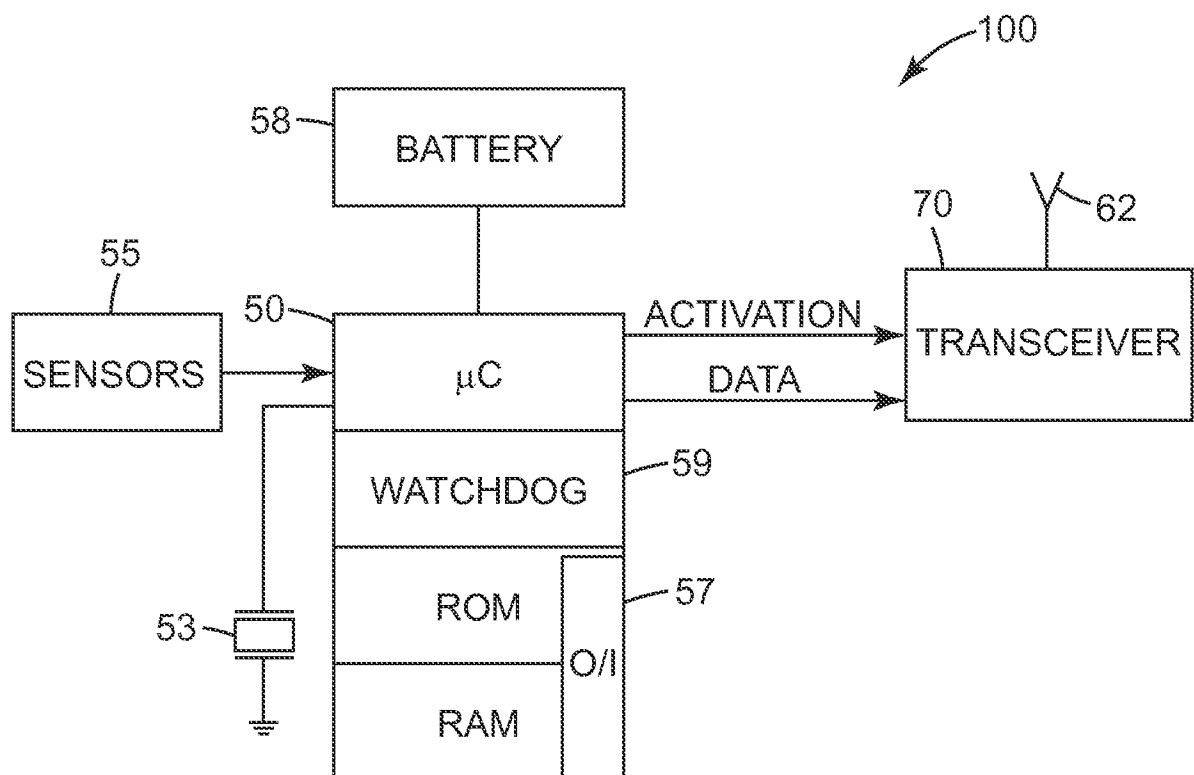 100
58
BATTERY
70
62
55
50
ACTIVATION
SENSORS
µC
TRANSCEIVER
DATA
WATCHDOG
59
ROM
57
53
O/I
RAM